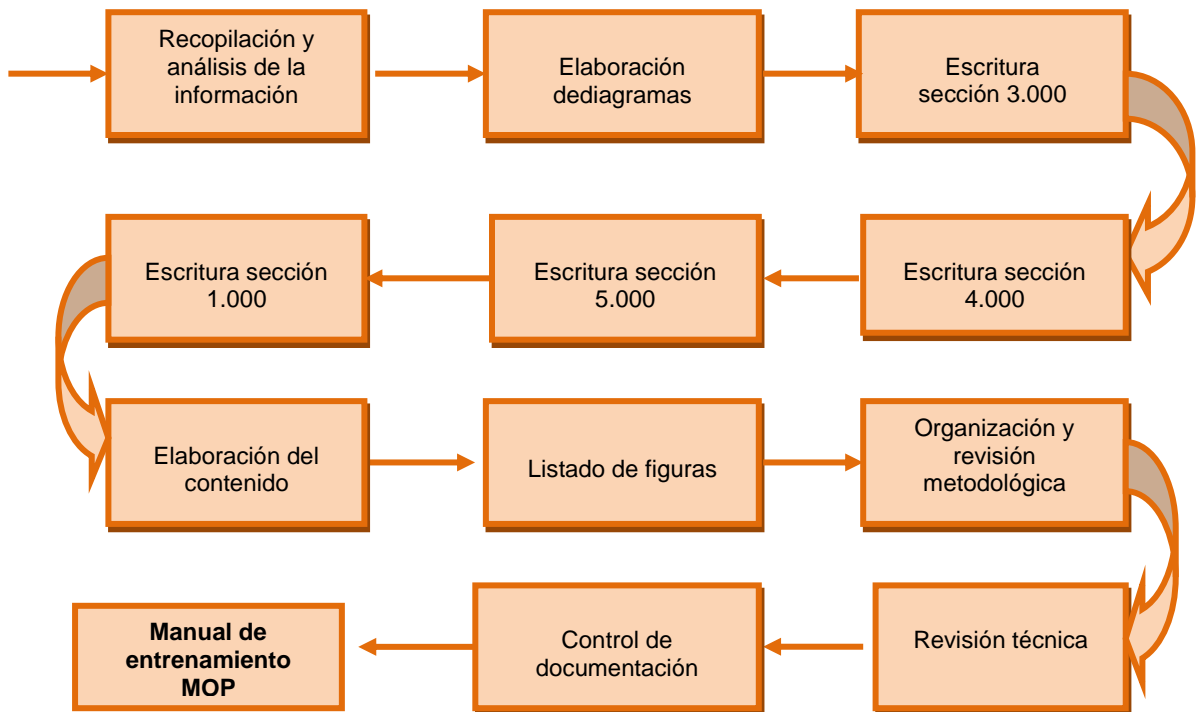 Recopilación y
análisis de la
información
Elaboración
dediagramas
Escritura
sección 3.000
Escritura sección
4.000
Escritura sección
5.000
Escritura sección
1.000
Elaboración del
contenido
Listado de figuras
Organización y
revisión
metodológica
Revisión técnica
Control de
documentación
Manual de
entrenamiento
MOP